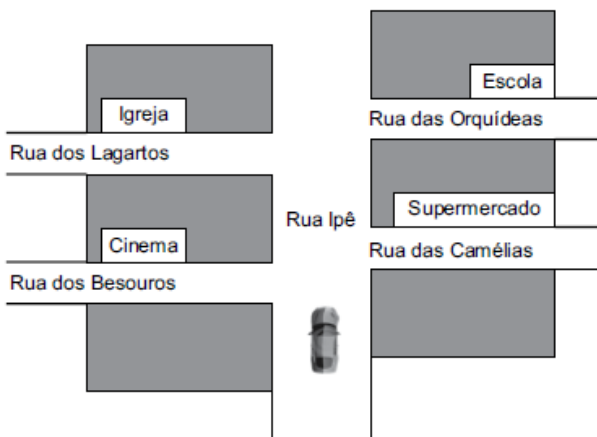 Escola
Igreja
Rua das Orquídeas
Rua dos Lagartos
Supermercado
Rua Ipê
Cinema
Rua das Camélias
Rua dos Besouros